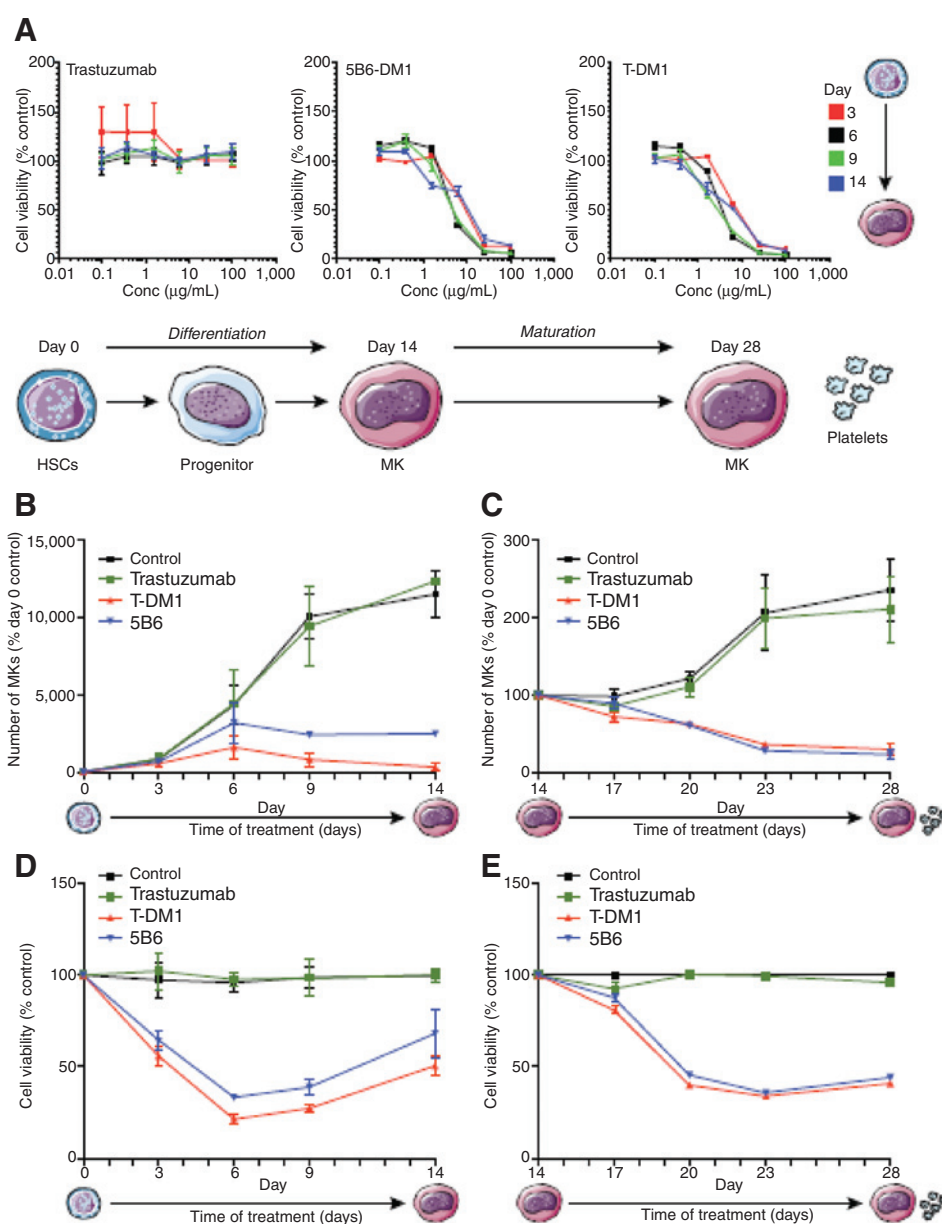 A
Trastuzumab
5B6-DM1
T-DM1
Cell viability (% control)
200
150
100
50
0
0.01 0.1 1 10 100 1,000
Conc (µg/mL)
Cell viability (% control)
200
150
100
50
0
0.01 0.1 1 10 100 1,000
Conc (µg/mL)
Cell viability (% control)
200
150
100
50
0
0.01 0.1 1 10 100 1,000
Conc (µg/mL)
Day
3
6
9
14
Day 0
Differentiation
Day 14
Maturation
Day 28
HSCs
Progenitor
MK
MK
Platelets
B
Number of MKs (% day 0 control)
15,000
10,000
5,000
0
Control
Trastuzumab
T-DM1
5B6
0 3 6 9 14
Day
Time of treatment (days)
C
Number of MKs (% day 0 control)
300
200
100
0
Control
Trastuzumab
T-DM1
5B6
14 17 20 23 28
Day
Time of treatment (days)
D
Cell viability (% control)
150
100
50
0
Control
Trastuzumab
T-DM1
5B6
0 3 6 9 14
Day
Time of treatment (days)
E
Cell viability (% control)
150
100
50
0
Control
Trastuzumab
T-DM1
5B6
14 17 20 23 28
Day
Time of treatment (days)